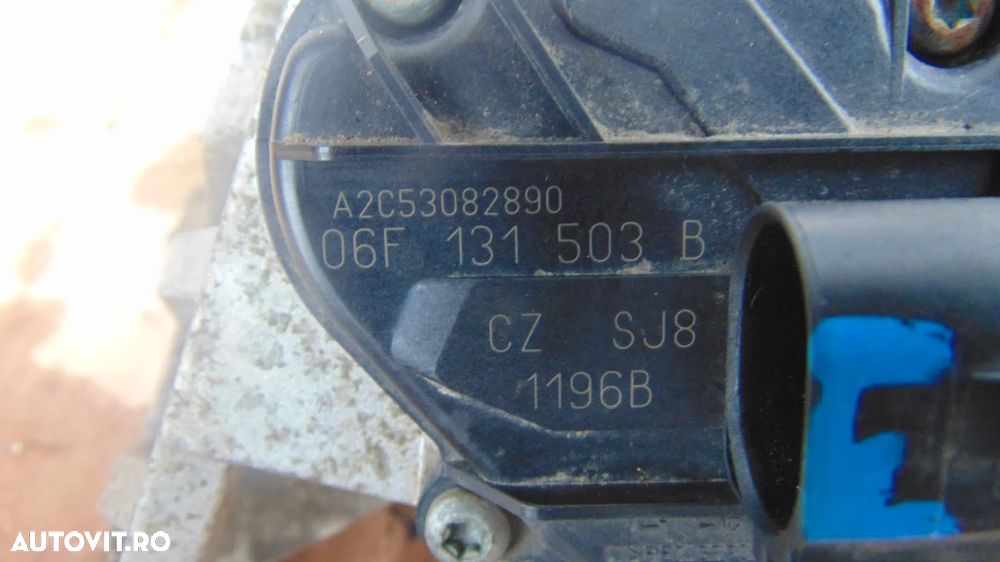 A2C53082890
06F 131 503 B
CZ SJ8
1196B
AUTOVIT.RO